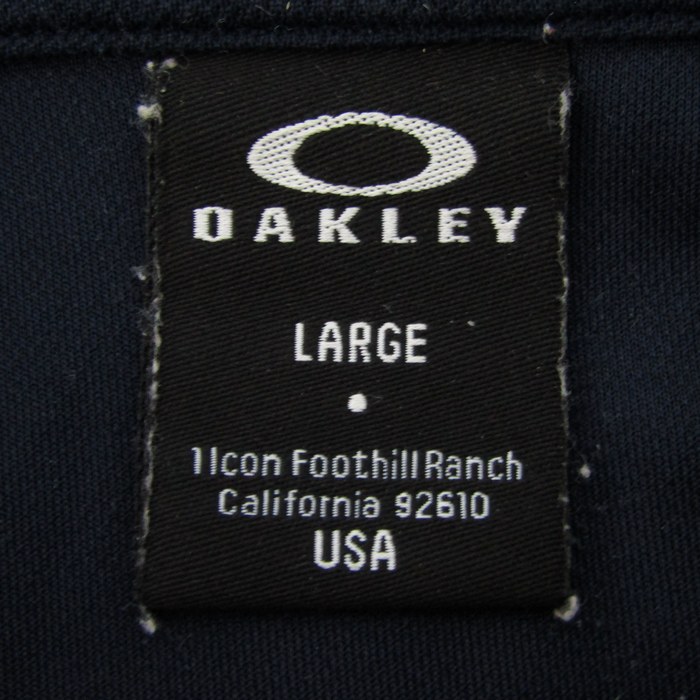 OAKLEY
LARGE
1 Icon Foothill Ranch
California 92610
USA